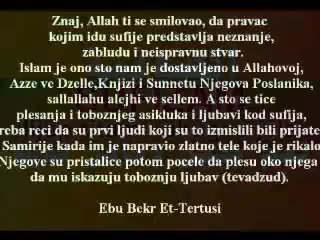 Znaj, Allah ti se smilovao, da pravac
kojim idu sufije predstavlja neznanje,
zabludu i neispravnu stvar.
Islam je ono sto nam je dostavljeno u Allahovoj,
Azze ve Dzelle,Knjizi i Sunnetu Njegova Poslanika,
sallallahu alejhi ve sellem. A sto se tice
plesanja i toboznjeg asikluka i ljubavi kod sufija,
reba reci da su prvi ljudi koji su to izmislili bili prijate
Samirije kada im je napravio zlatno tele koje je rikalo
Njegove su pristalice potom pocele da plesu oko njega
da mu iskazuju toboznju ljubav (tevadzud).
Ebu Bekr Et-Tertusi